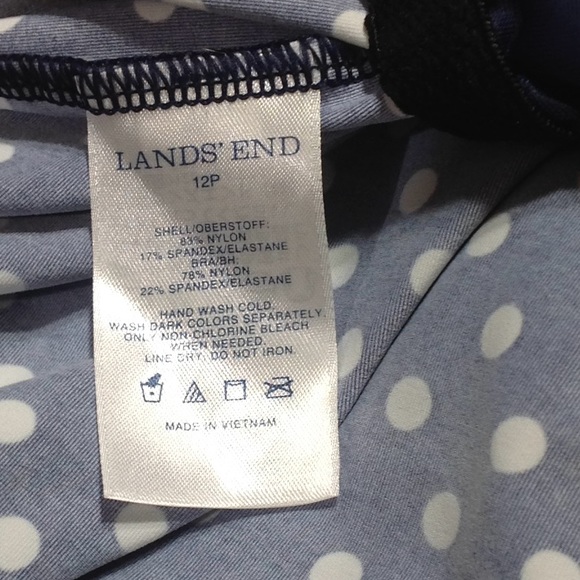 LANDS' END
12P
SHELL/OBERSTOFF:
83% NYLON
17% SPANDEX/ELASTANE
BRA/BH:
78% NYLON
22% SPANDEX/ELASTANE
HAND WASH COLD.
WASH DARK COLORS SEPARATELY.
ONLY NON-CHLORINE BLEACH
WHEN NEEDED.
LINE DRY; DO NOT IRON.
MADE IN VIETNAM